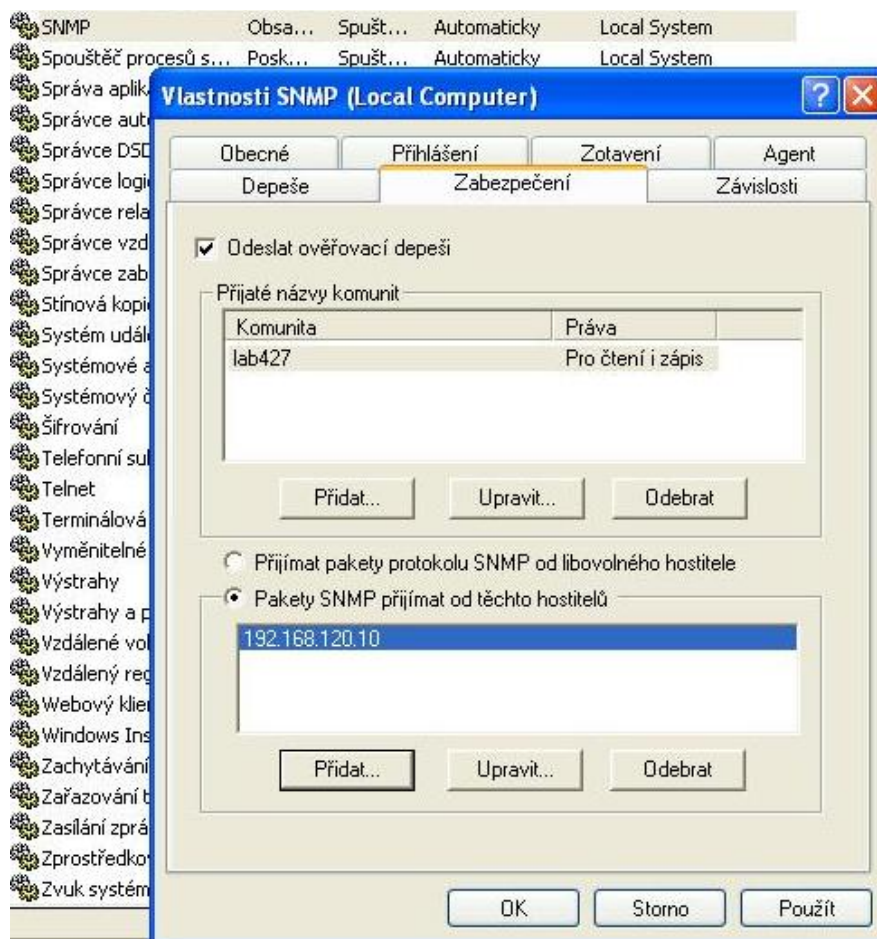 SNMP Obsa... Spušt... Automaticky Local System
Spouštěč procesů s... Posk... Spušt... Automaticky Local System
Správa aplik
Správce aut
Správce DSD
Správce logi
Správce rela
Správce vzd
Správce zab
Stínová kopi
Systém udál
Systémové a
Systémový č
Šifrování
Telefonní su
Telnet
Terminálová
Vyměnitelné
Výstrahy
Výstrahy a p
Vzdálené vol
Vzdálený reg
Webový klie
Windows Ins
Zachytávání
Zařazování t
Zasílání zprá
Zprostředko
Zvuk systém
Vlastnosti SNMP (Local Computer)
Obecné Přihlášení Zotavení Agent
Depeše Zabezpečení Závislosti
Odeslat ověřovací depeši
Přijaté názvy komunit
Komunita Práva
lab427 Pro čtení i zápis
Přidat... Upravit... Odebrat
Přijímat pakety protokolu SNMP od libovolného hostitele
Pakety SNMP přijímat od těchto hostitelů
192.168.120.10
Přidat... Upravit... Odebrat
OK Storno Použít